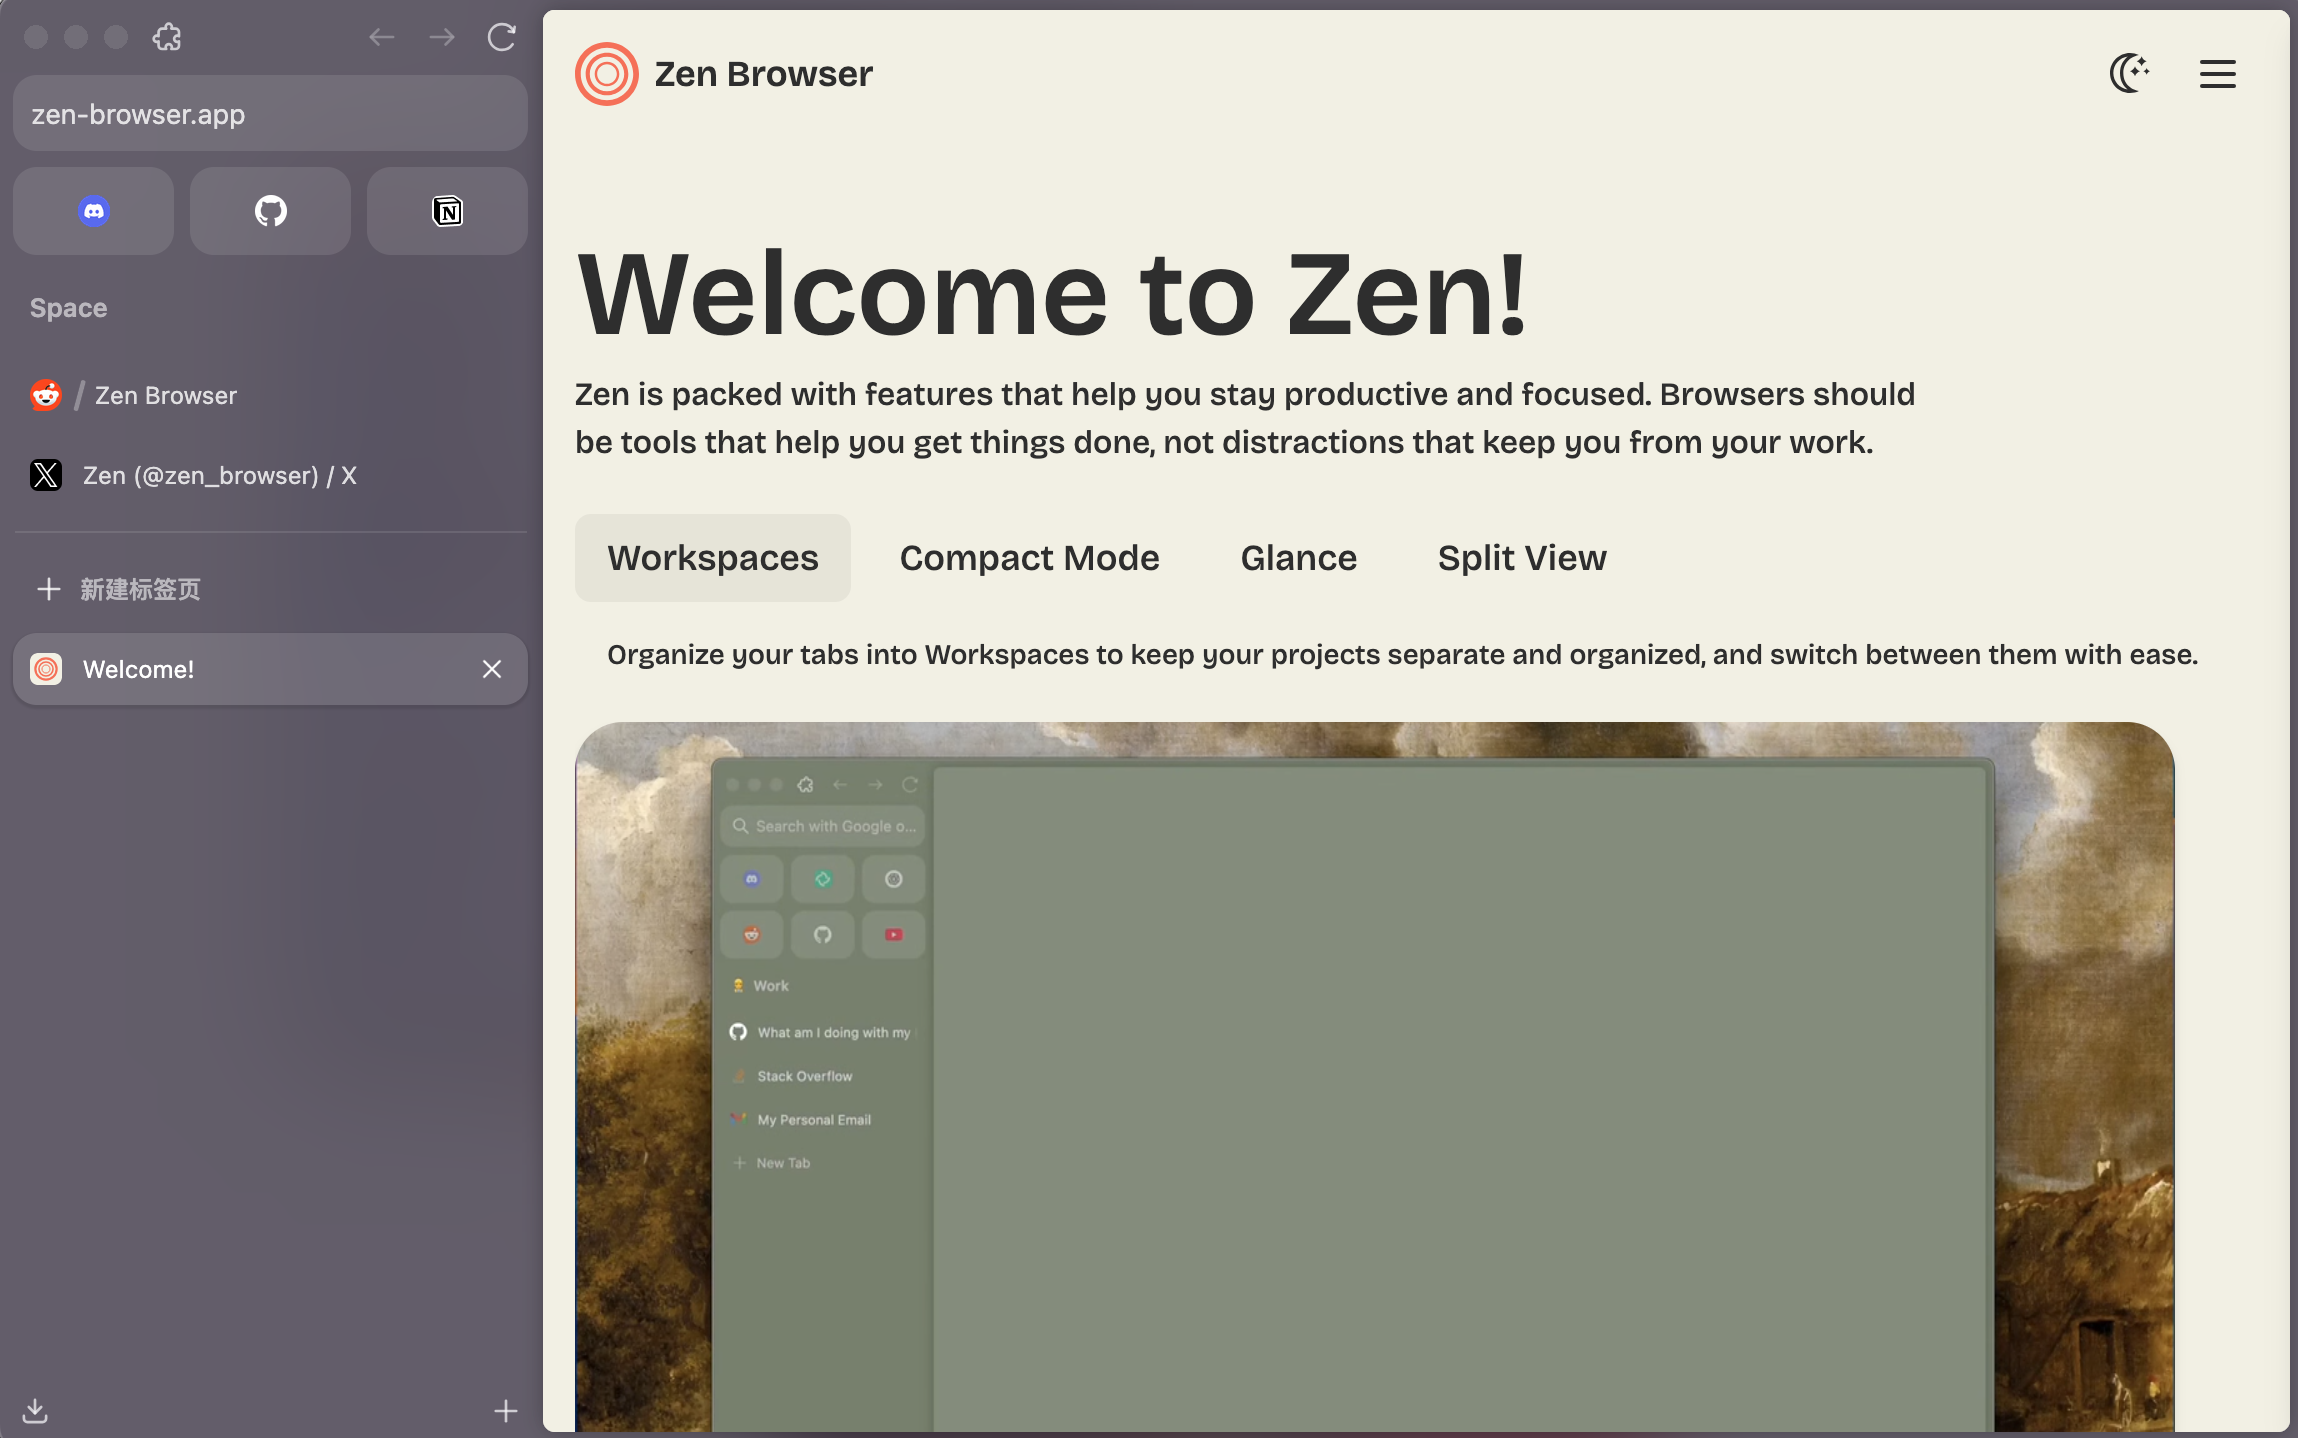 zen-browser.app
Space
/ Zen Browser
Zen (@zen_browser) / X
新建标签页
Welcome!
Zen Browser
Welcome to Zen!
Zen is packed with features that help you stay productive and focused. Browsers should
be tools that help you get things done, not distractions that keep you from your work.
Workspaces
Compact Mode
Glance
Split View
Organize your tabs into Workspaces to keep your projects separate and organized, and switch between them with ease.
Search with Google o...
Work
What am I doing with my
Stack Overflow
My Personal Email
New Tab